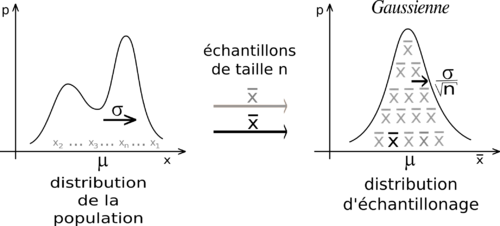 p
σ
x₂ ... x₃ ... xₙ ... x₁
μ
x
distribution
de la
population
échantillons
de taille n
x̄
x̄
Gaussienne
p
x̄
x̄ x̄
σ/√n
x̄ x̄ x̄ x̄
x̄ x̄ x̄ x̄
x̄ x̄ x̄ x̄ x̄
μ
x̄
distribution
d'échantillonage